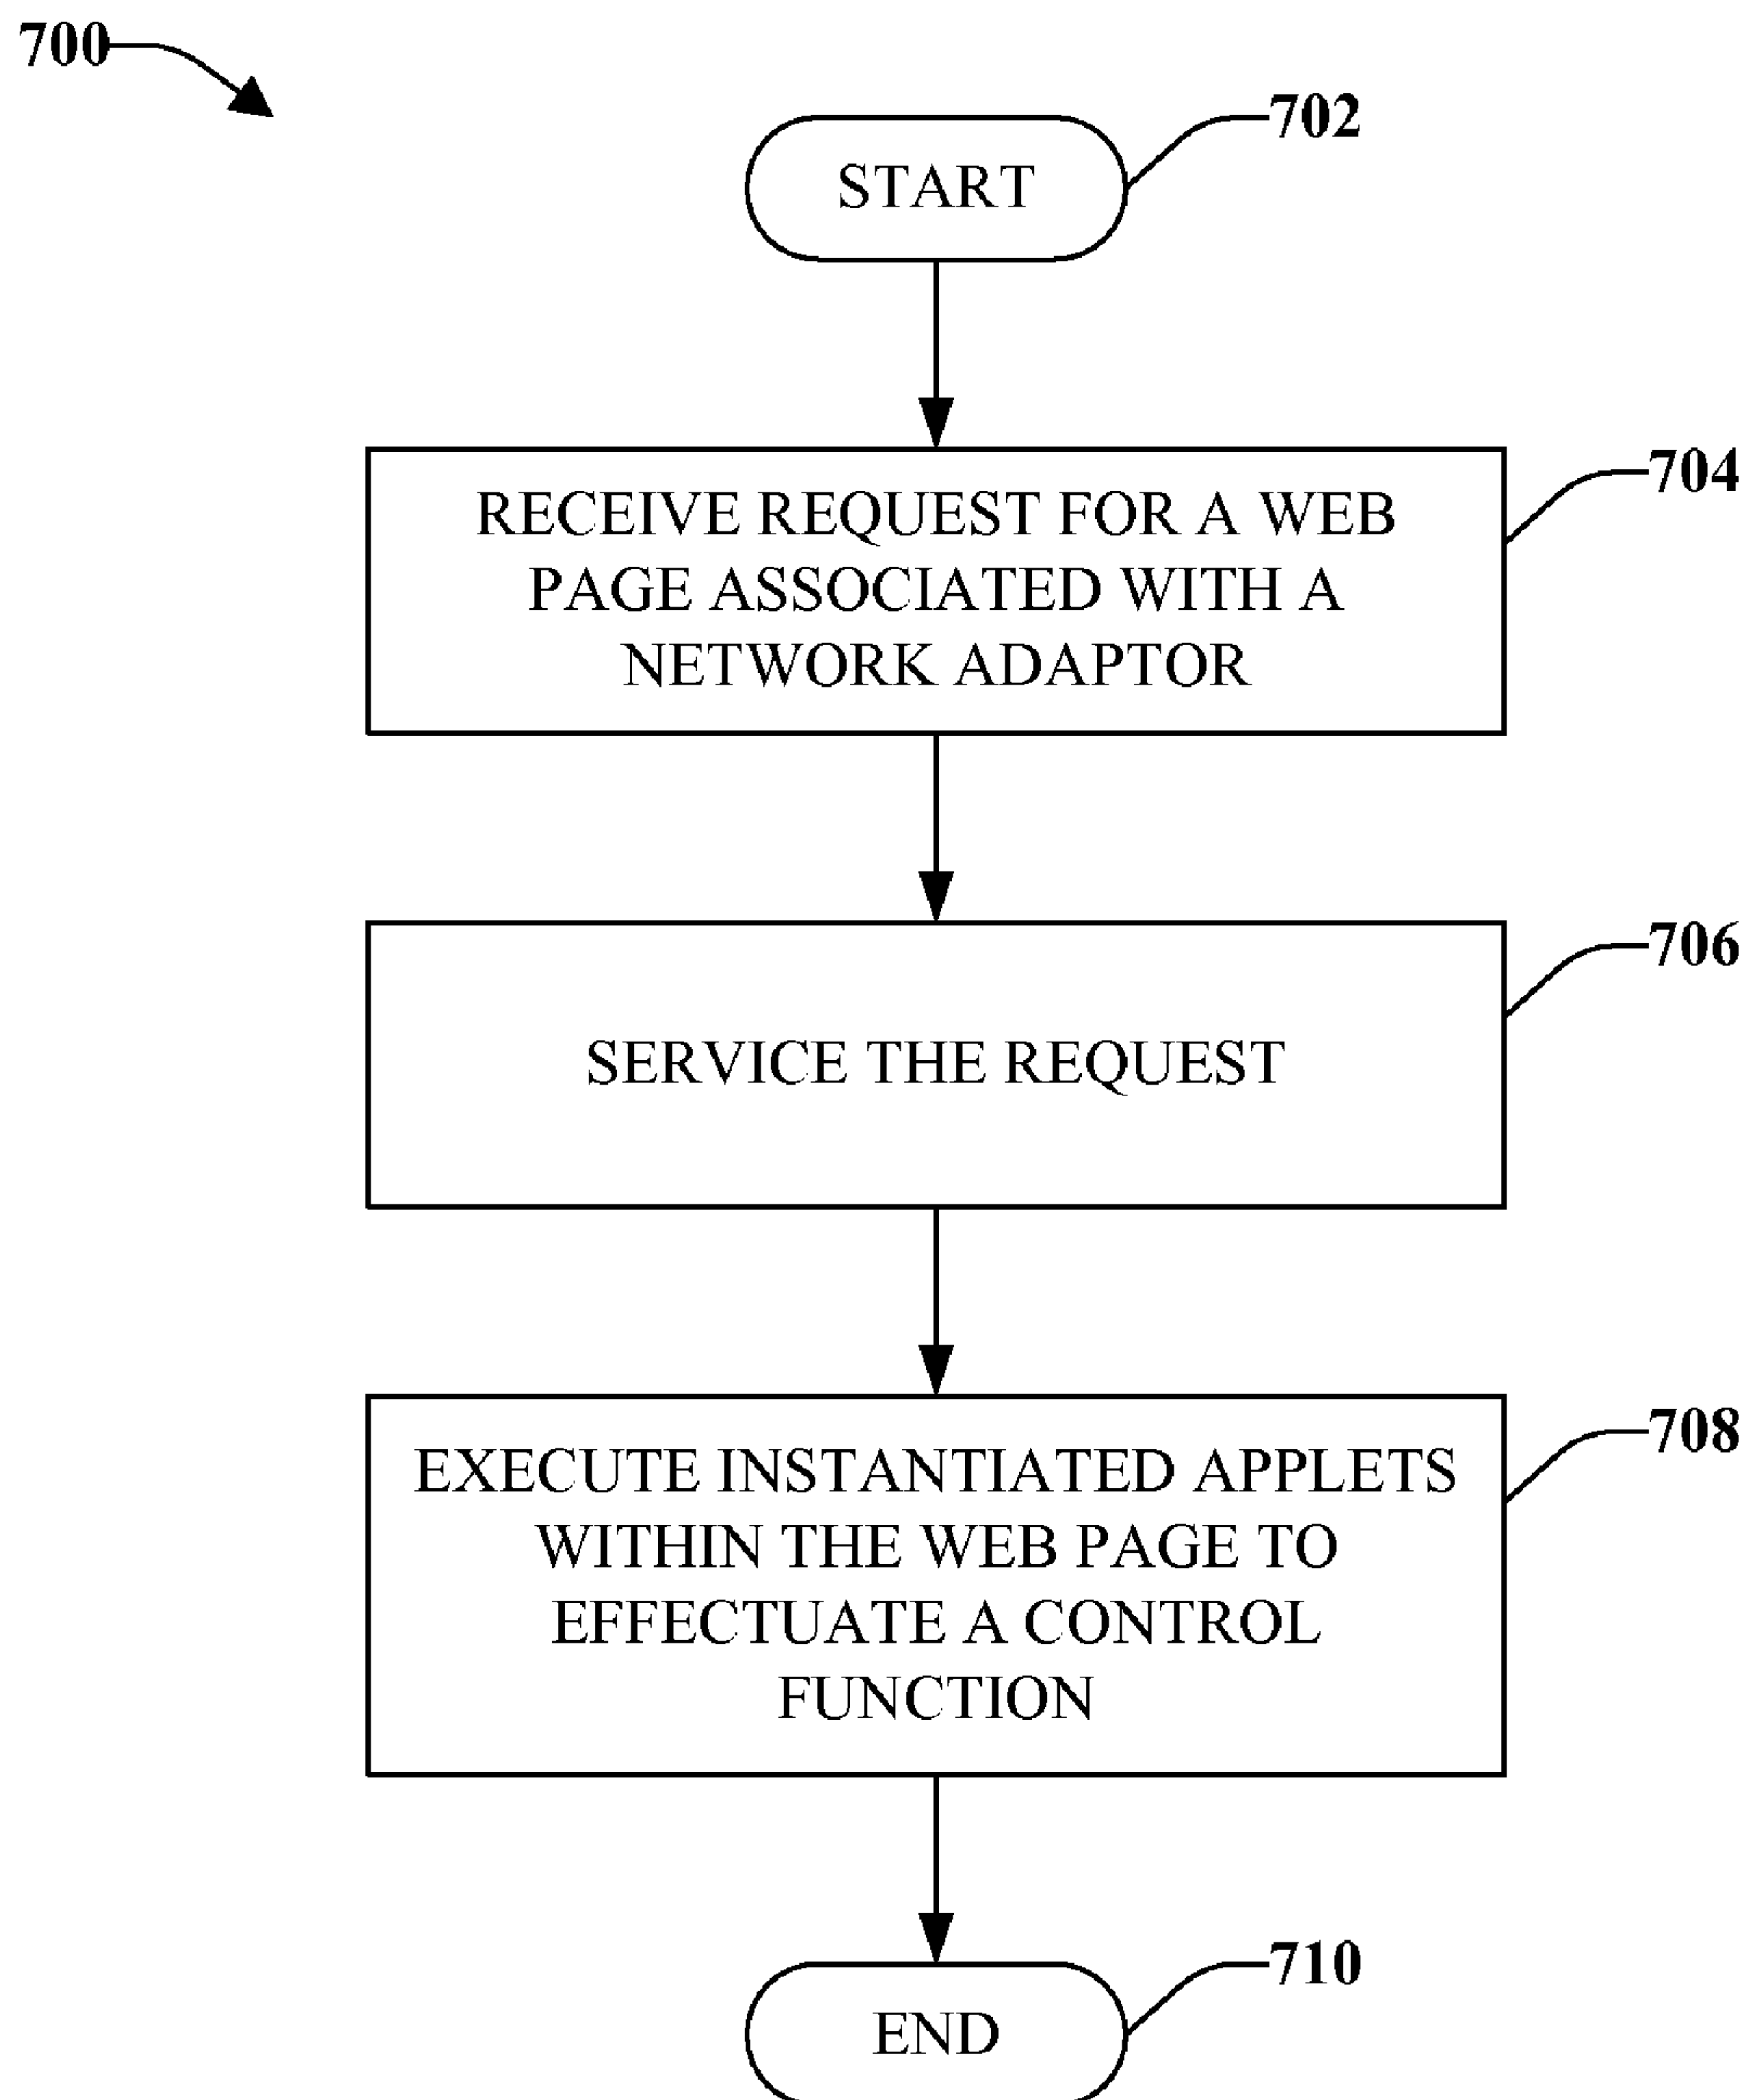 700
702
START
704
RECEIVE REQUEST FOR A WEB
PAGE ASSOCIATED WITH A
NETWORK ADAPTOR
706
SERVICE THE REQUEST
708
EXECUTE INSTANTIATED APPLETS
WITHIN THE WEB PAGE TO
EFFECTUATE A CONTROL
FUNCTION
710
END